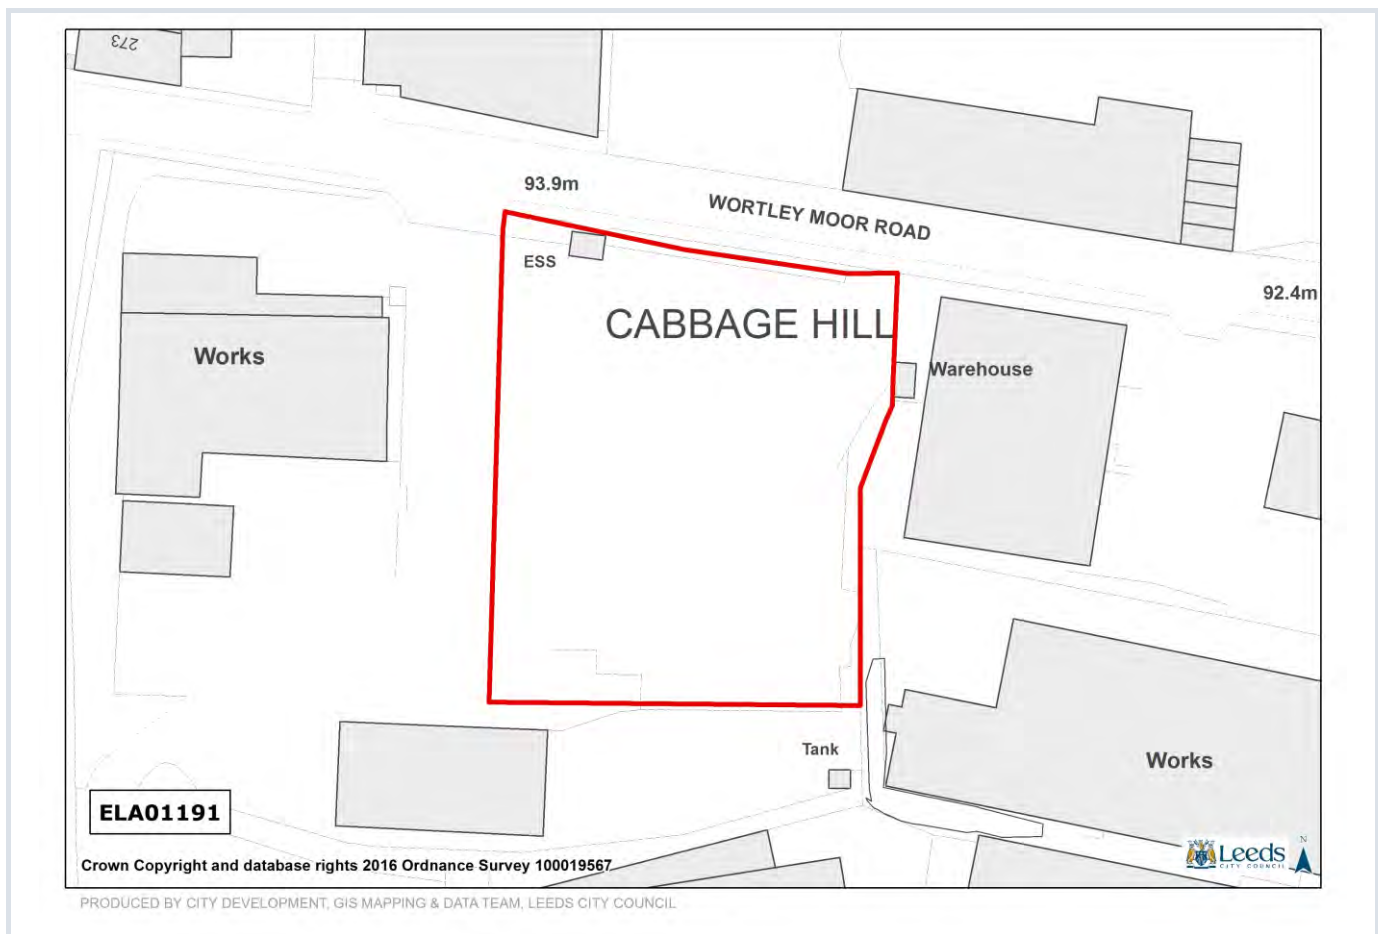 273
93.9m
WORTLEY MOOR ROAD
ESS
92.4m
CABBAGE HILL
Works
Warehouse
Tank
Works
ELA01191
Leeds
CITY COUNCIL
N
Crown Copyright and database rights 2016 Ordnance Survey 100019567
PRODUCED BY CITY DEVELOPMENT, GIS MAPPING & DATA TEAM, LEEDS CITY COUNCIL